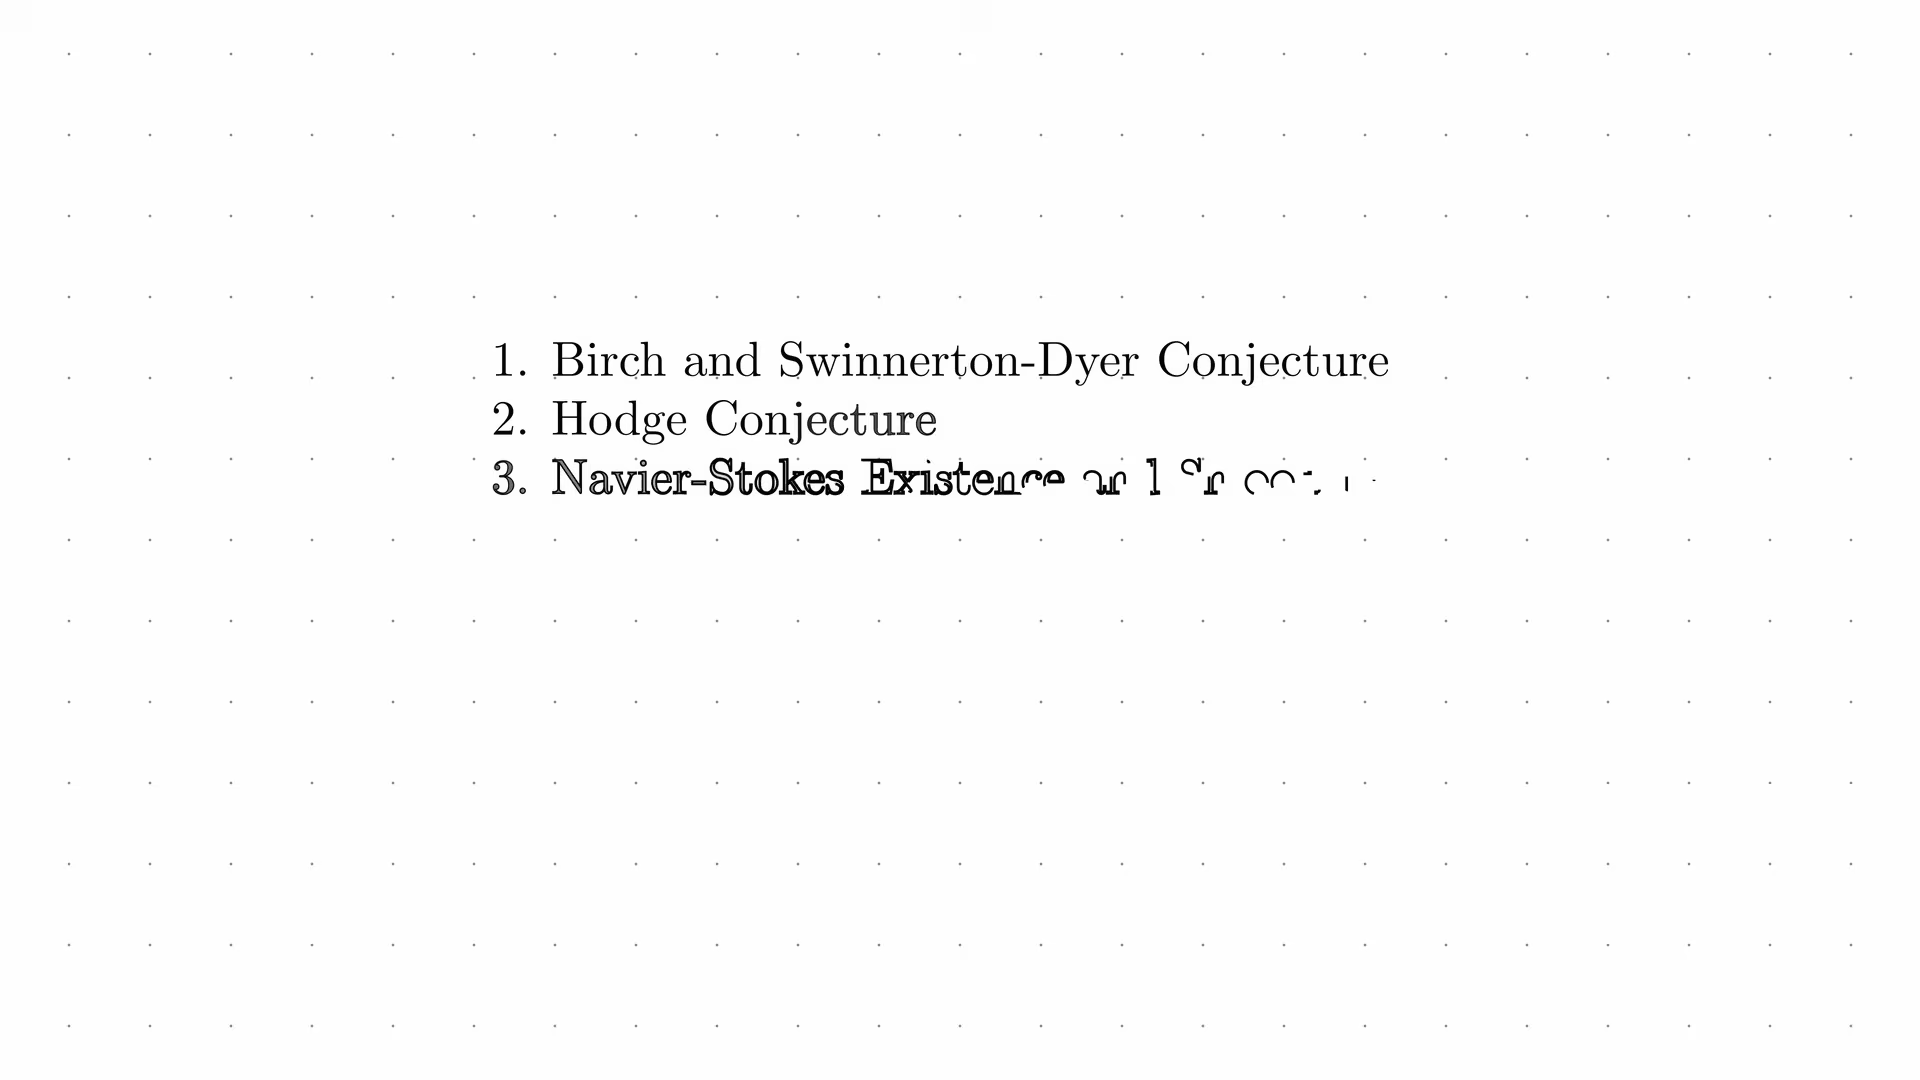 1. Birch and Swinnerton-Dyer Conjecture
2. Hodge Conjecture
3. Navier-Stokes Existence